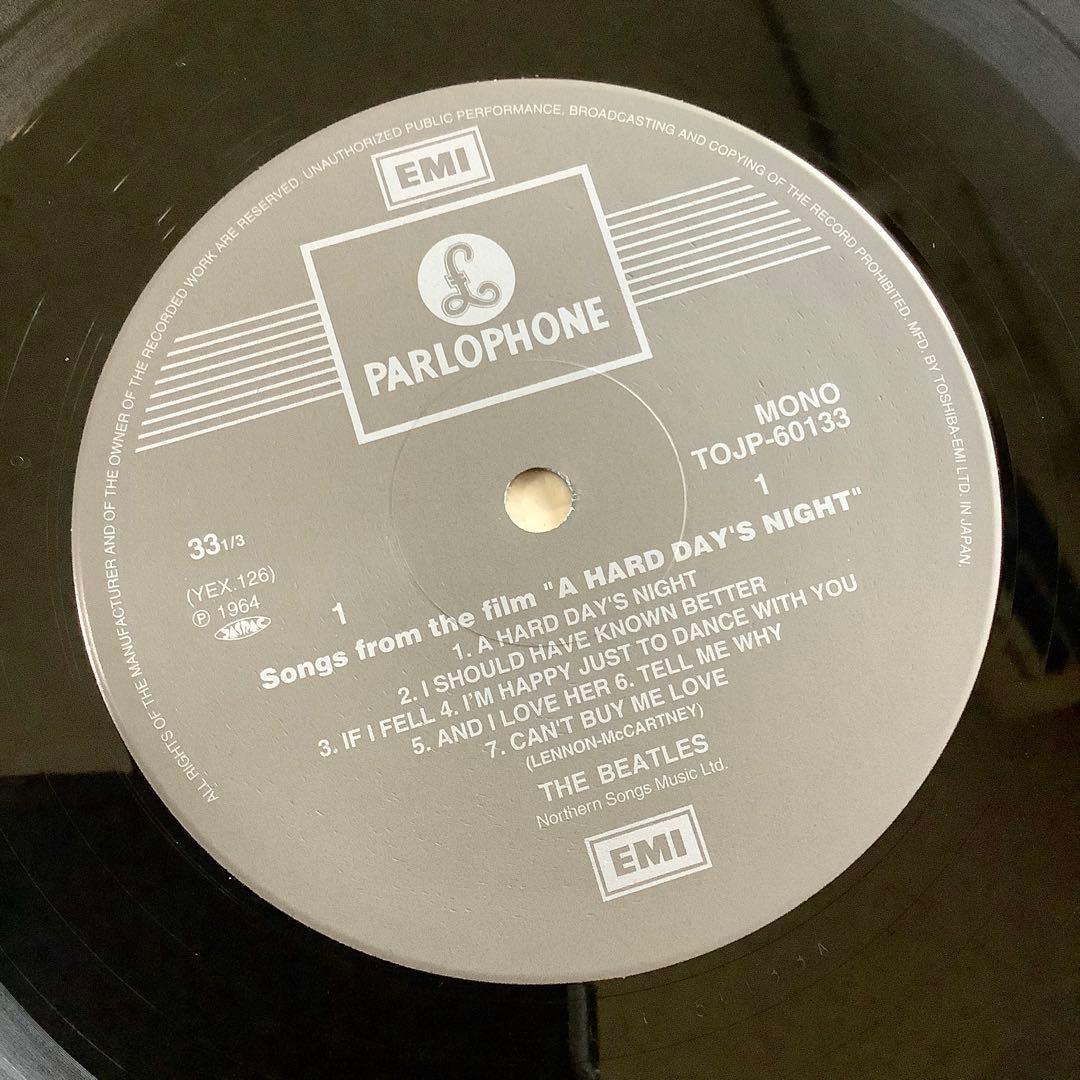 ALL RIGHTS OF THE MANUFACTURER AND OF THE OWNER OF THE RECORDED WORK ARE RESERVED. UNAUTHORIZED PUBLIC PERFORMANCE, BROADCASTING AND COPYING OF THE RECORD PROHIBITED. MFD. BY TOSHIBA-EMI LTD. IN JAPAN.
EMI
£
PARLOPHONE
MONO
TOJP-60133
1
33 1/3
(YEX.126)
℗ 1964
JASRAC
1
Songs from the film "A HARD DAY'S NIGHT"
1. A HARD DAY'S NIGHT
2. I SHOULD HAVE KNOWN BETTER
3. IF I FELL 4. I'M HAPPY JUST TO DANCE WITH YOU
5. AND I LOVE HER 6. TELL ME WHY
7. CAN'T BUY ME LOVE
(LENNON-McCARTNEY)
THE BEATLES
Northern Songs Music Ltd.
EMI